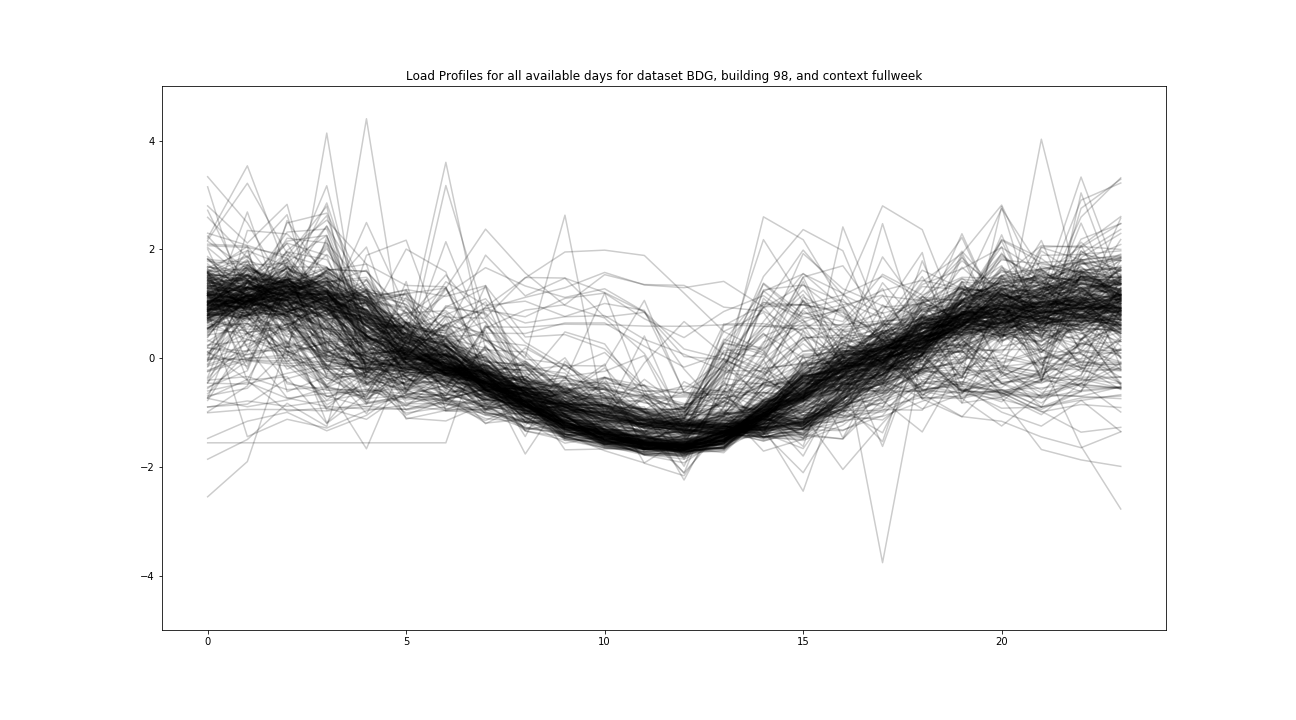 Load Profiles for all available days for dataset BDG, building 98, and context fullweek
4
2
0
−2
−4
0 5 10 15 20